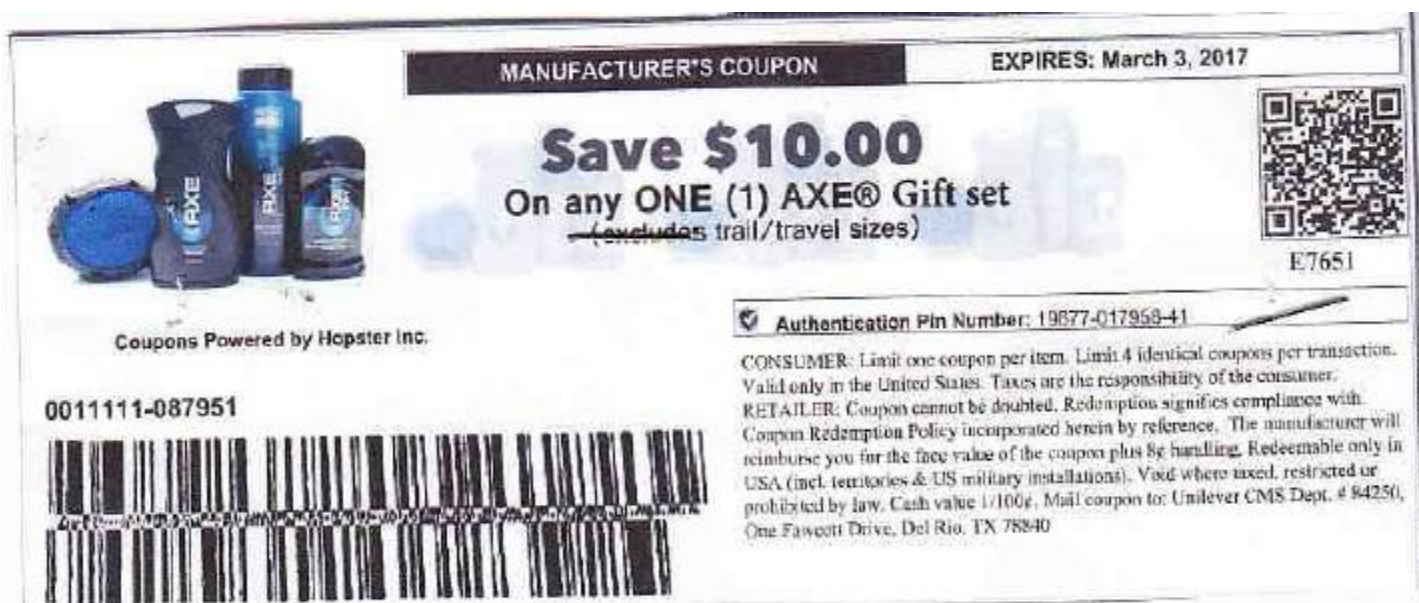 MANUFACTURER'S COUPON
EXPIRES: March 3, 2017
Save $10.00
On any ONE (1) AXE® Gift set
(excludes trail/travel sizes)
E7651
AXE
AXE
AXE
Coupons Powered by Hopster Inc.
Authentication Pin Number: 19877-017958-41
CONSUMER: Limit one coupon per item. Limit 4 identical coupons per transaction.
Valid only in the United States. Taxes are the responsibility of the consumer.
RETAILER: Coupon cannot be doubled. Redemption signifies compliance with
Coupon Redemption Policy incorporated herein by reference. The manufacturer will
reimburse you for the face value of the coupon plus 8¢ handling. Redeemable only in
USA (incl. territories & US military installations). Void where taxed, restricted or
prohibited by law. Cash value 1/100¢. Mail coupon to: Unilever CMS Dept. # 84250,
One Fawcett Drive, Del Rio, TX 78840
0011111-087951